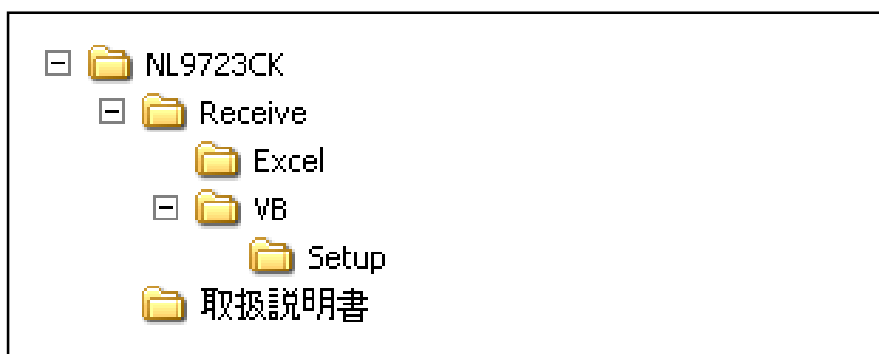 NL9723CK
Receive
Excel
VB
Setup
取扱説明書